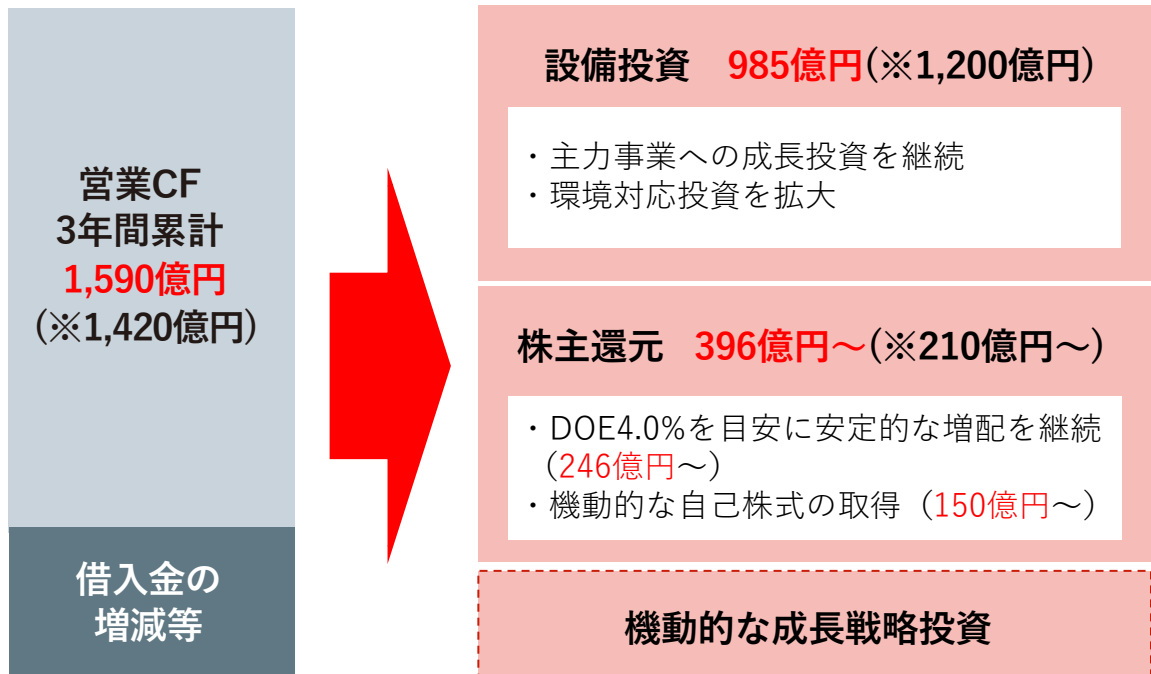 営業CF
3年間累計
1,590億円
(※1,420億円)
借入金の
増減等
設備投資　985億円(※1,200億円)
・主力事業への成長投資を継続
・環境対応投資を拡大
株主還元　396億円～(※210億円～)
・DOE4.0%を目安に安定的な増配を継続
（246億円～）
・機動的な自己株式の取得（150億円～）
機動的な成長戦略投資